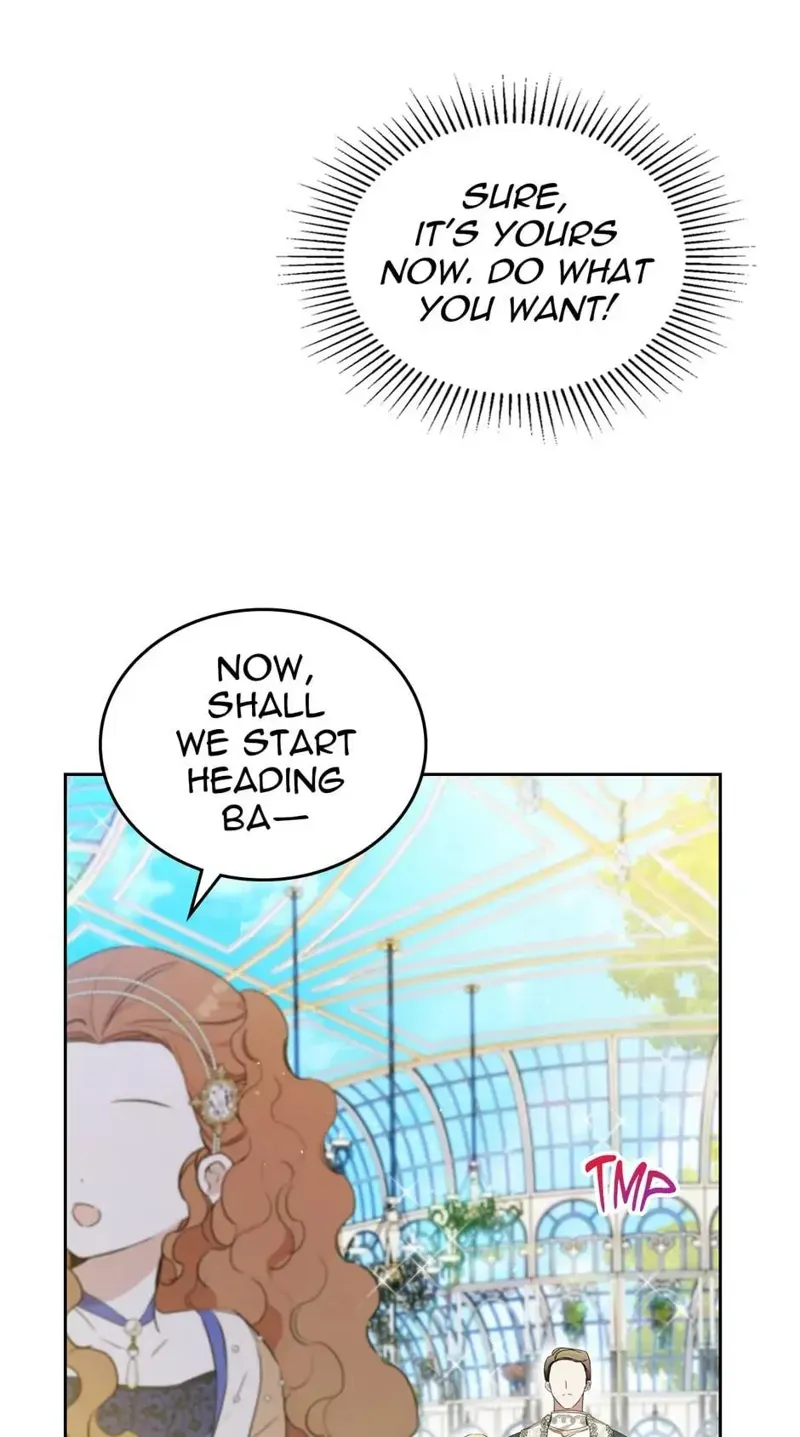 SURE,
IT'S YOURS
NOW. DO WHAT
YOU WANT!
NOW,
SHALL
WE START
HEADING
BA—
TMP